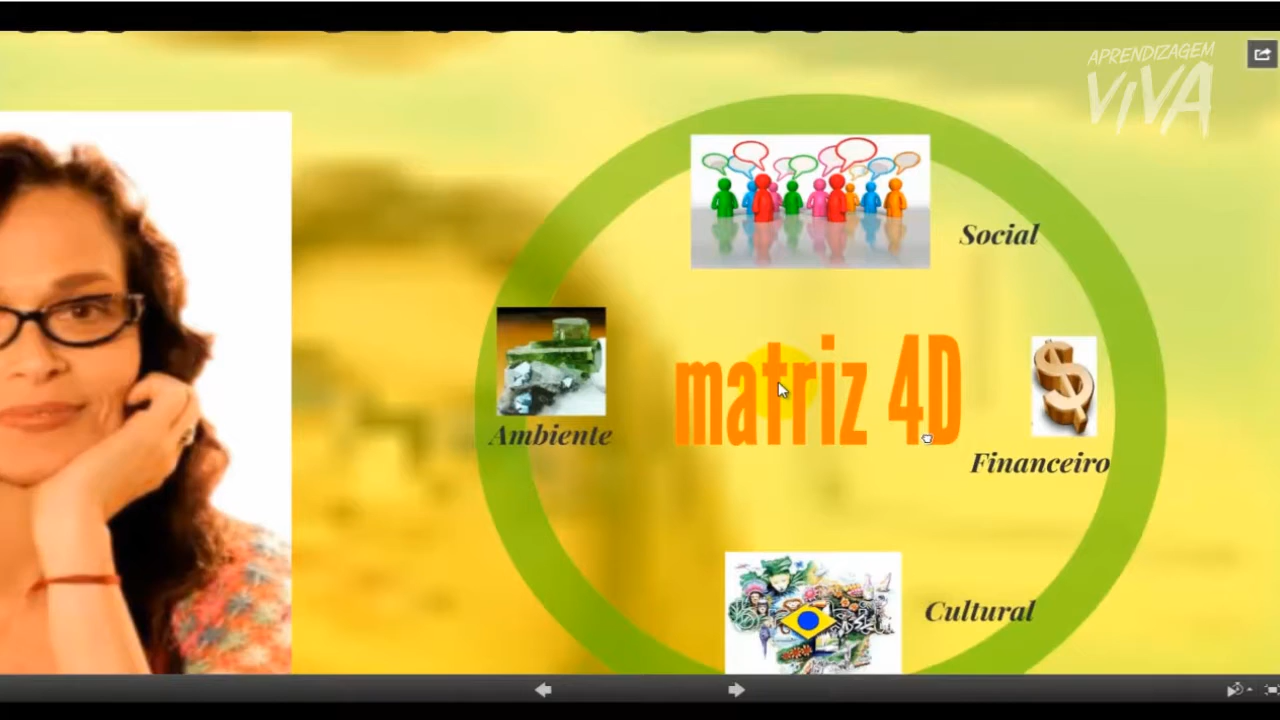 APRENDIZAGEM
VIVA
Social
matriz 4D
Ambiente
Financeiro
Cultural